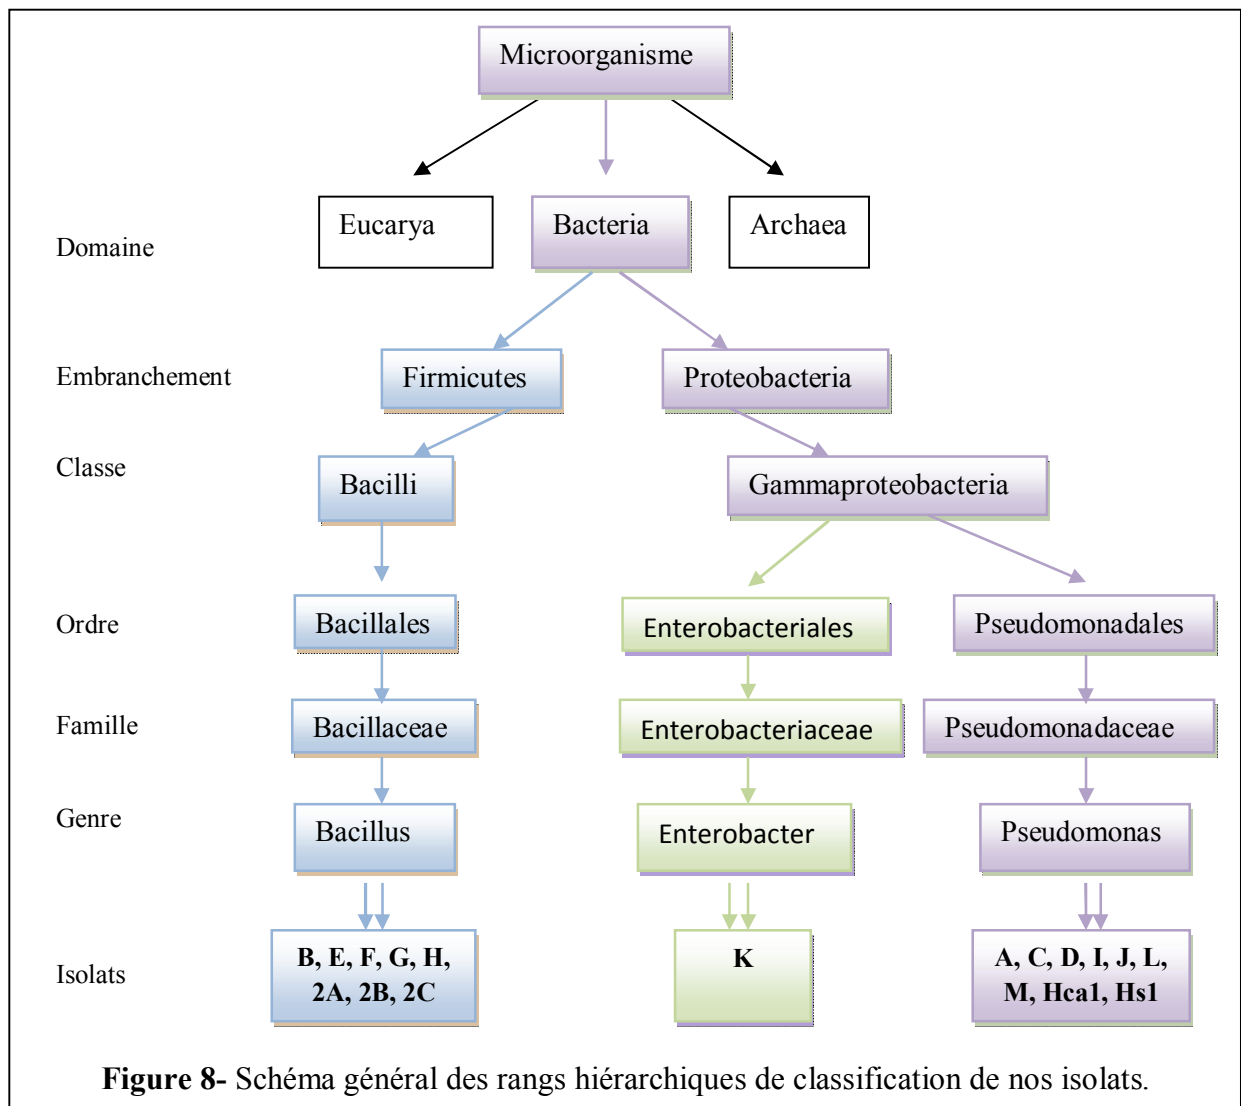 Microorganisme
Domaine
Eucarya
Bacteria
Archaea
Embranchement
Firmicutes
Proteobacteria
Classe
Bacilli
Gammaproteobacteria
Ordre
Bacillales
Enterobacteriales
Pseudomonadales
Famille
Bacillaceae
Enterobacteriaceae
Pseudomonadaceae
Genre
Bacillus
Enterobacter
Pseudomonas
Isolats
B, E, F, G, H,
2A, 2B, 2C
K
A, C, D, I, J, L,
M, Hca1, Hs1
Figure 8- Schéma général des rangs hiérarchiques de classification de nos isolats.